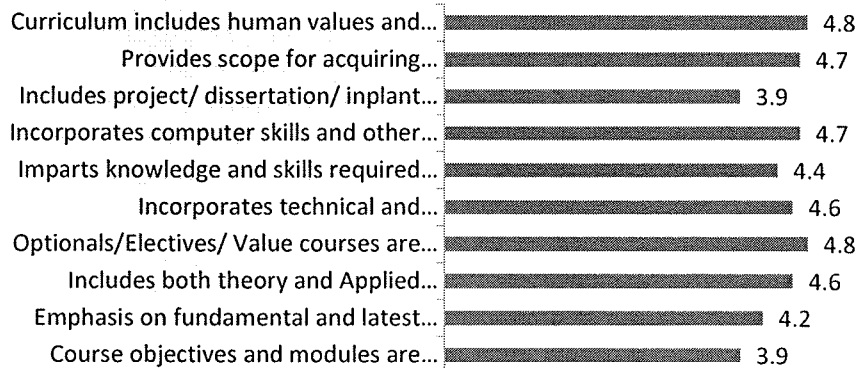 Curriculum includes human values and... 4.8
Provides scope for acquiring... 4.7
Includes project/ dissertation/ inplant... 3.9
Incorporates computer skills and other... 4.7
Imparts knowledge and skills required... 4.4
Incorporates technical and... 4.6
Optionals/Electives/ Value courses are... 4.8
Includes both theory and Applied... 4.6
Emphasis on fundamental and latest... 4.2
Course objectives and modules are... 3.9